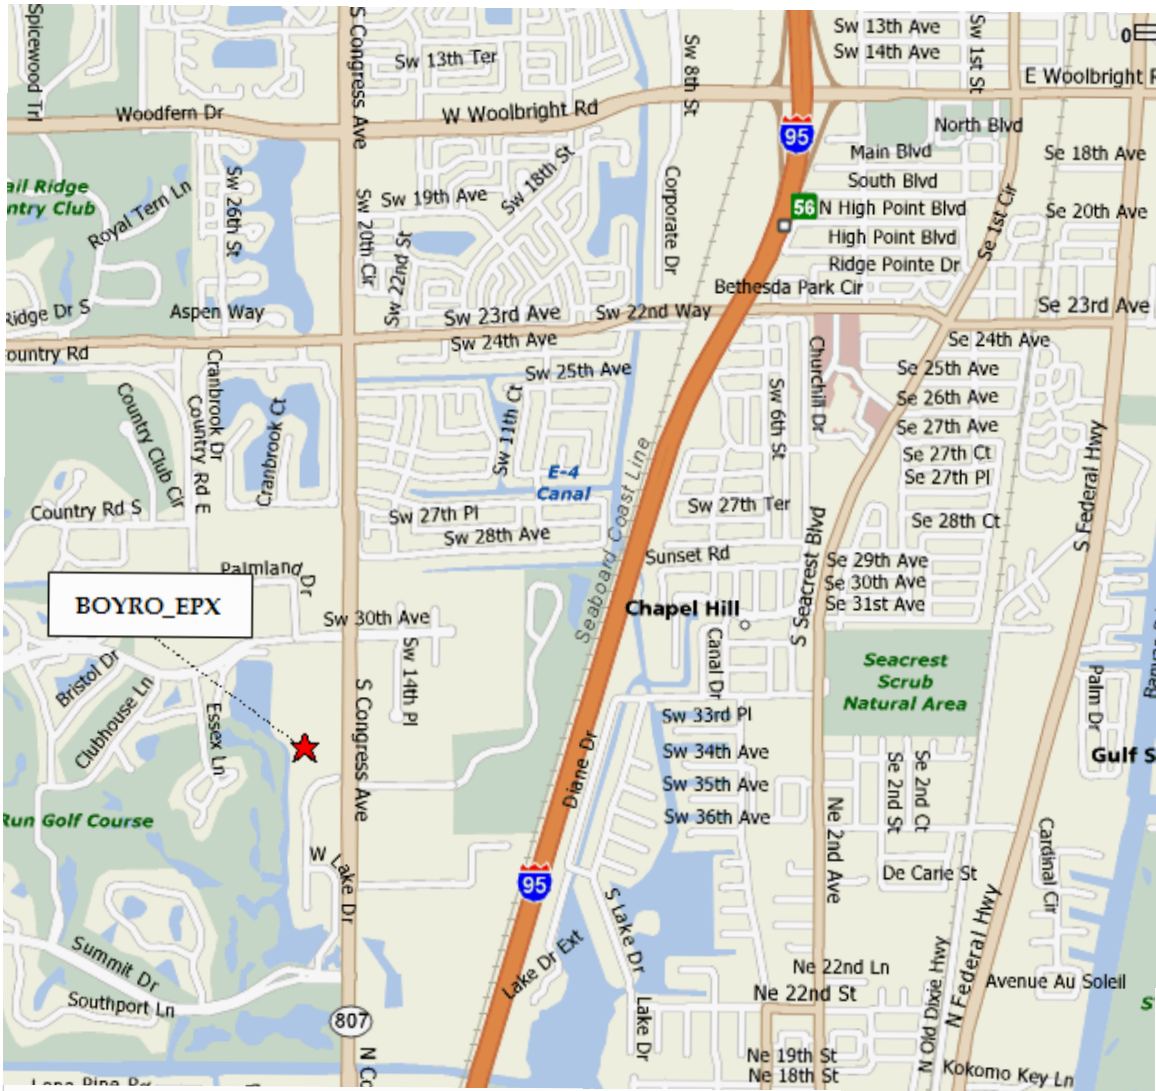 Spicewood Trl
S Congress Ave
Sw 13th Ter
Sw 8th St
Sw 13th Ave
Sw 14th Ave
Sw 1st St
0
E Woolbright
Woodfern Dr
W Woolbright Rd
95
North Blvd
Main Blvd
Se 18th Ave
South Blvd
ail Ridge
ntry Club
Royal Tern Ln
Sw 26th St
Sw 19th Ave
Sw 18th St
Corporate Dr
56
N High Point Blvd
Se 20th Ave
High Point Blvd
Se 1st Cir
Sw 20th Cir
Sw 22nd St
Ridge Pointe Dr
Bethesda Park Cir
Ridge Dr S
Aspen Way
Sw 23rd Ave
Sw 22nd Way
Se 23rd Ave
ountry Rd
Sw 24th Ave
Se 24th Ave
Sw 25th Ave
Se 25th Ave
Cranbrook Dr
Country Rd E
Cranbrook Ct
Country Club Cir
Sw 11th Ct
Sw 6th St
Churchill Dr
Se 26th Ave
Se 27th Ave
Se 27th Ct
Se 27th Pl
S Federal Hwy
E-4
Canal
Seaboard Coast Line
Country Rd S
Sw 27th Pl
Sw 27th Ter
Se 28th Ct
Sw 28th Ave
Sunset Rd
S Seacrest Blvd
Se 29th Ave
Se 30th Ave
Se 31st Ave
Palmland Dr
BOYRO_EPX
Sw 30th Ave
Chapel Hill
Sw 14th Pl
Canal Dr
Seacrest
Scrub
Natural Area
Palm Dr
Bristol Dr
Clubhouse Ln
Essex Ln
S Congress Ave
Sw 33rd Pl
Sw 34th Ave
Sw 35th Ave
Sw 36th Ave
Diane Dr
Se 2nd St
Se 2nd Ct
Gulf S
Run Golf Course
Ne 2nd Ave
Cardinal Cir
W Lake Dr
95
De Carie St
S Lake Dr
Lake Dr Ext
Summit Dr
Southport Ln
Ne 22nd Ln
Ne 22nd St
N Old Dixie Hwy
N Federal Hwy
Avenue Au Soleil
807
Lake Dr
N Co
Ne 19th St
Ne 18th St
Kokomo Key Ln